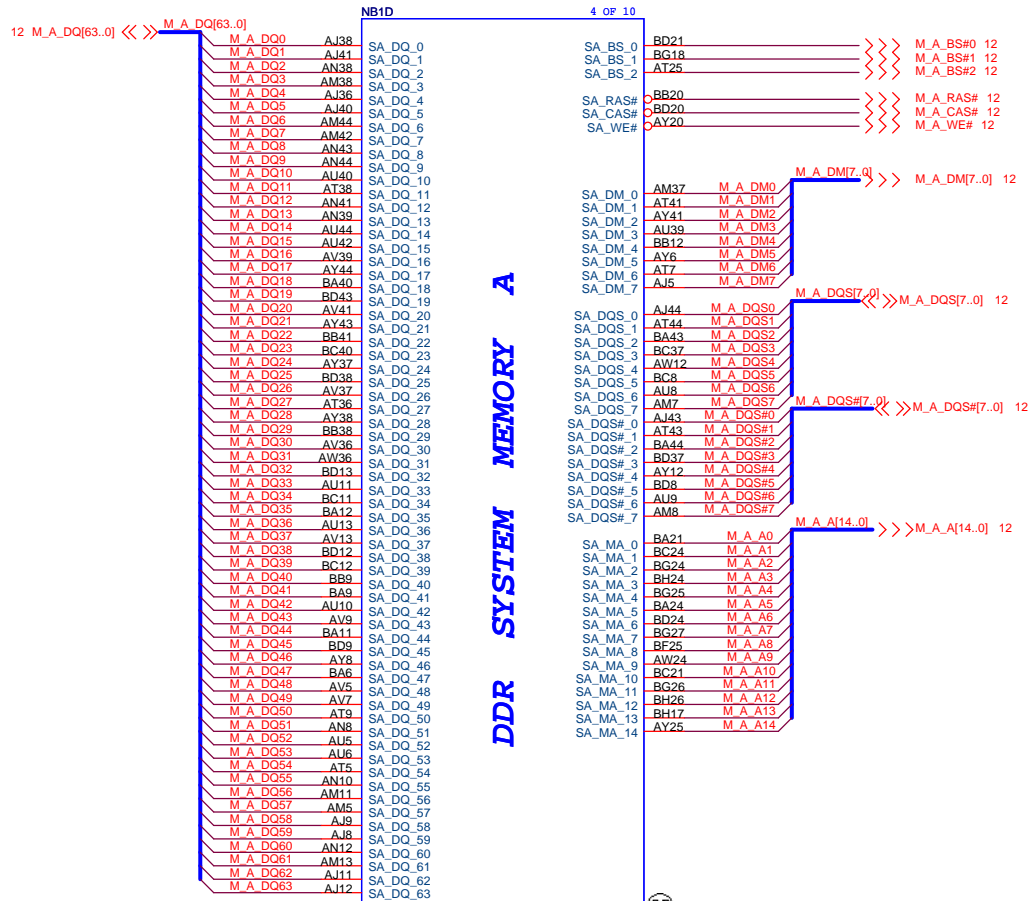 NB1D 4 OF 10
12 M_A_DQ[63..0] M_A_DQ[63..0]
M_A_DQ0 AJ38 SA_DQ_0
M_A_DQ1 AJ41 SA_DQ_1
M_A_DQ2 AN38 SA_DQ_2
M_A_DQ3 AM38 SA_DQ_3
M_A_DQ4 AJ36 SA_DQ_4
M_A_DQ5 AJ40 SA_DQ_5
M_A_DQ6 AM44 SA_DQ_6
M_A_DQ7 AM42 SA_DQ_7
M_A_DQ8 AN43 SA_DQ_8
M_A_DQ9 AN44 SA_DQ_9
M_A_DQ10 AU40 SA_DQ_10
M_A_DQ11 AT38 SA_DQ_11
M_A_DQ12 AN41 SA_DQ_12
M_A_DQ13 AN39 SA_DQ_13
M_A_DQ14 AU44 SA_DQ_14
M_A_DQ15 AU42 SA_DQ_15
M_A_DQ16 AV39 SA_DQ_16
M_A_DQ17 AY44 SA_DQ_17
M_A_DQ18 BA40 SA_DQ_18
M_A_DQ19 BD43 SA_DQ_19
M_A_DQ20 AV41 SA_DQ_20
M_A_DQ21 AY43 SA_DQ_21
M_A_DQ22 BB41 SA_DQ_22
M_A_DQ23 BC40 SA_DQ_23
M_A_DQ24 AY37 SA_DQ_24
M_A_DQ25 BD38 SA_DQ_25
M_A_DQ26 AV37 SA_DQ_26
M_A_DQ27 AT36 SA_DQ_27
M_A_DQ28 AY38 SA_DQ_28
M_A_DQ29 BB38 SA_DQ_29
M_A_DQ30 AV36 SA_DQ_30
M_A_DQ31 AW36 SA_DQ_31
M_A_DQ32 BD13 SA_DQ_32
M_A_DQ33 AU11 SA_DQ_33
M_A_DQ34 BC11 SA_DQ_34
M_A_DQ35 BA12 SA_DQ_35
M_A_DQ36 AU13 SA_DQ_36
M_A_DQ37 AV13 SA_DQ_37
M_A_DQ38 BD12 SA_DQ_38
M_A_DQ39 BC12 SA_DQ_39
M_A_DQ40 BB9 SA_DQ_40
M_A_DQ41 BA9 SA_DQ_41
M_A_DQ42 AU10 SA_DQ_42
M_A_DQ43 AV9 SA_DQ_43
M_A_DQ44 BA11 SA_DQ_44
M_A_DQ45 BD9 SA_DQ_45
M_A_DQ46 AY8 SA_DQ_46
M_A_DQ47 BA6 SA_DQ_47
M_A_DQ48 AV5 SA_DQ_48
M_A_DQ49 AV7 SA_DQ_49
M_A_DQ50 AT9 SA_DQ_50
M_A_DQ51 AN8 SA_DQ_51
M_A_DQ52 AU5 SA_DQ_52
M_A_DQ53 AU6 SA_DQ_53
M_A_DQ54 AT5 SA_DQ_54
M_A_DQ55 AN10 SA_DQ_55
M_A_DQ56 AM11 SA_DQ_56
M_A_DQ57 AM5 SA_DQ_57
M_A_DQ58 AJ9 SA_DQ_58
M_A_DQ59 AJ8 SA_DQ_59
M_A_DQ60 AN12 SA_DQ_60
M_A_DQ61 AM13 SA_DQ_61
M_A_DQ62 AJ11 SA_DQ_62
M_A_DQ63 AJ12 SA_DQ_63
DDR SYSTEM MEMORY A
SA_BS_0 BD21 M_A_BS#0 12
SA_BS_1 BG18 M_A_BS#1 12
SA_BS_2 AT25 M_A_BS#2 12
SA_RAS# BB20 M_A_RAS# 12
SA_CAS# BD20 M_A_CAS# 12
SA_WE# AY20 M_A_WE# 12
M_A_DM[7..0] M_A_DM[7..0] 12
SA_DM_0 AM37 M_A_DM0
SA_DM_1 AT41 M_A_DM1
SA_DM_2 AY41 M_A_DM2
SA_DM_3 AU39 M_A_DM3
SA_DM_4 BB12 M_A_DM4
SA_DM_5 AY6 M_A_DM5
SA_DM_6 AT7 M_A_DM6
SA_DM_7 AJ5 M_A_DM7
M_A_DQS[7..0] M_A_DQS[7..0] 12
SA_DQS_0 AJ44 M_A_DQS0
SA_DQS_1 AT44 M_A_DQS1
SA_DQS_2 BA43 M_A_DQS2
SA_DQS_3 BC37 M_A_DQS3
SA_DQS_4 AW12 M_A_DQS4
SA_DQS_5 BC8 M_A_DQS5
SA_DQS_6 AU8 M_A_DQS6
SA_DQS_7 AM7 M_A_DQS7
M_A_DQS#[7..0] M_A_DQS#[7..0] 12
SA_DQS#_0 AJ43 M_A_DQS#0
SA_DQS#_1 AT43 M_A_DQS#1
SA_DQS#_2 BA44 M_A_DQS#2
SA_DQS#_3 BD37 M_A_DQS#3
SA_DQS#_4 AY12 M_A_DQS#4
SA_DQS#_5 BD8 M_A_DQS#5
SA_DQS#_6 AU9 M_A_DQS#6
SA_DQS#_7 AM8 M_A_DQS#7
M_A_A[14..0] M_A_A[14..0] 12
SA_MA_0 BA21 M_A_A0
SA_MA_1 BC24 M_A_A1
SA_MA_2 BG24 M_A_A2
SA_MA_3 BH24 M_A_A3
SA_MA_4 BG25 M_A_A4
SA_MA_5 BA24 M_A_A5
SA_MA_6 BD24 M_A_A6
SA_MA_7 BG27 M_A_A7
SA_MA_8 BF25 M_A_A8
SA_MA_9 AW24 M_A_A9
SA_MA_10 BC21 M_A_A10
SA_MA_11 BG26 M_A_A11
SA_MA_12 BH26 M_A_A12
SA_MA_13 BH17 M_A_A13
SA_MA_14 AY25 M_A_A14